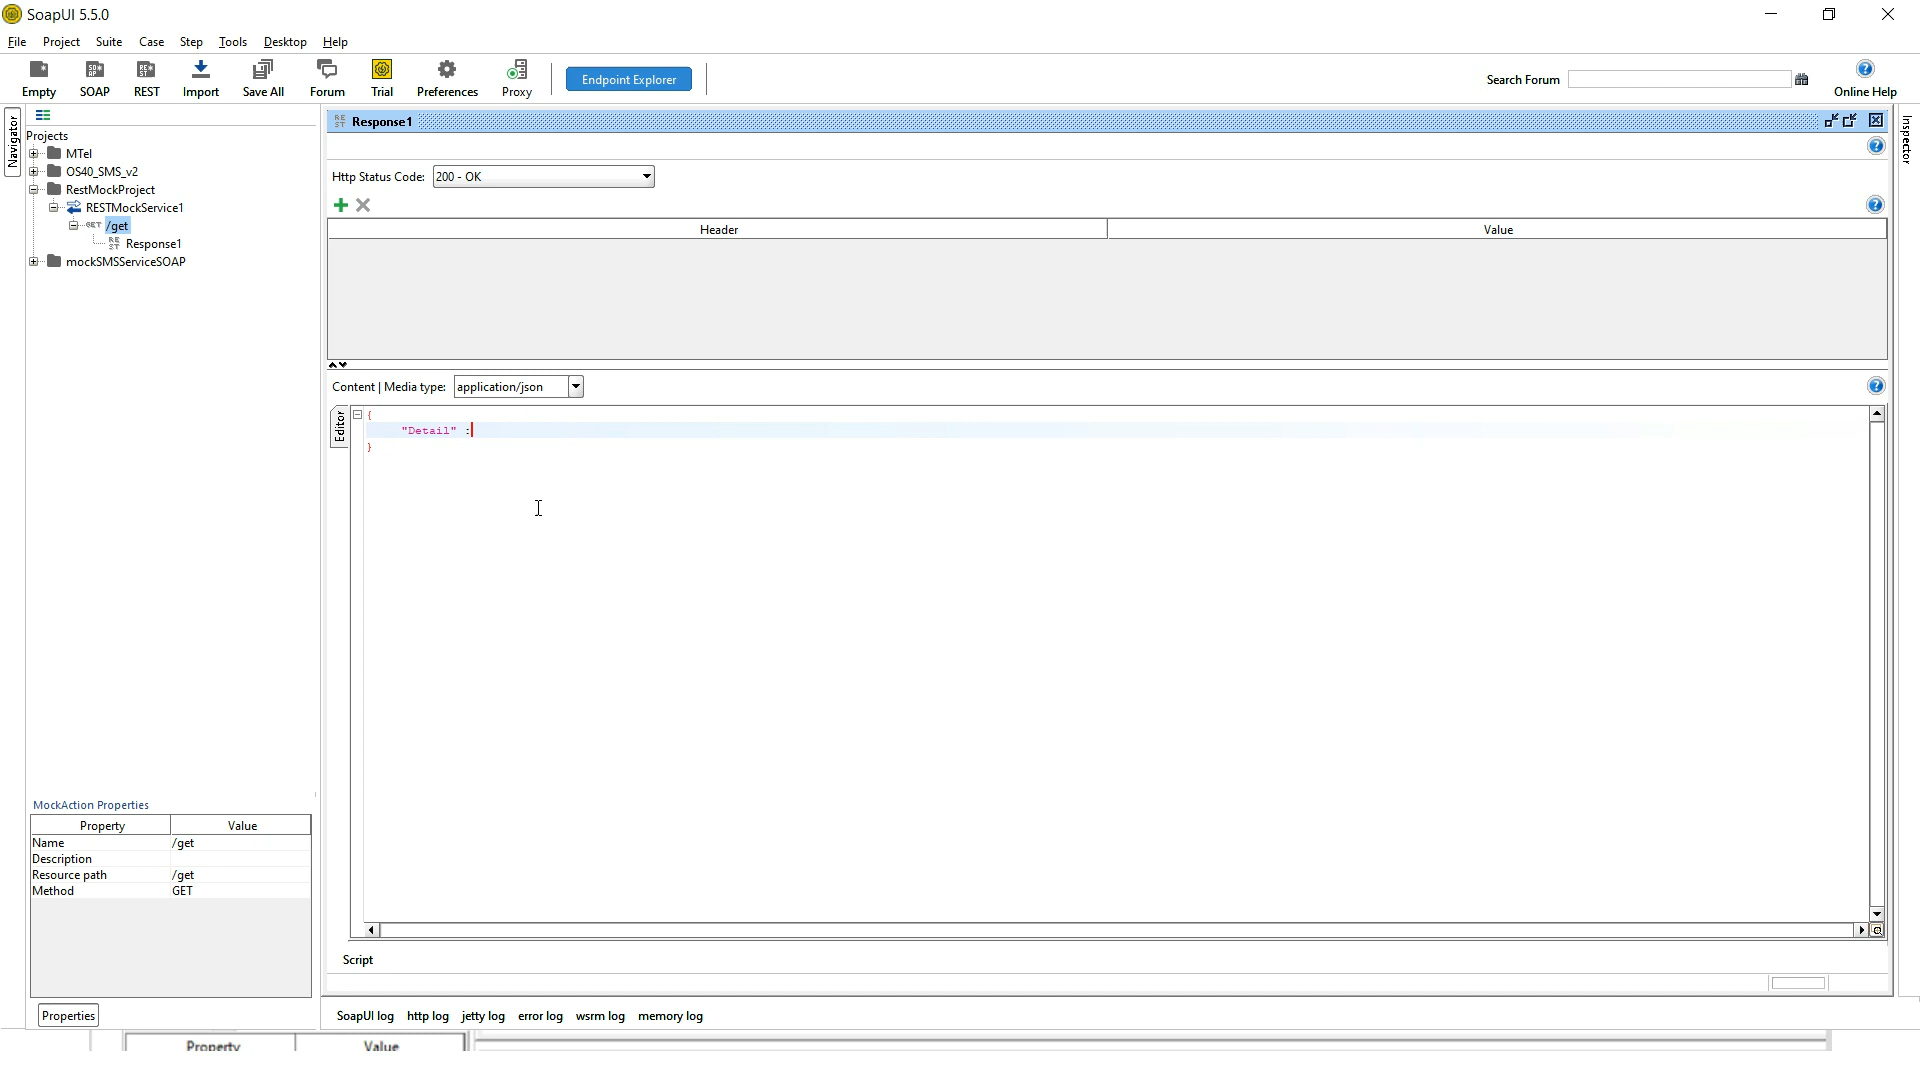 SoapUI 5.5.0
File Project Suite Case Step Tools Desktop Help
Empty SOAP REST Import Save All Forum Trial Preferences Proxy Endpoint Explorer Search Forum Online Help
Navigator
Inspector
Projects
MTel
OS40_SMS_v2
RestMockProject
RESTMockService1
GET /get
REST Response1
mockSMSServiceSOAP
REST Response1
Http Status Code: 200 - OK
Header Value
Content | Media type: application/json
Editor
{
"Detail" :
}
Script
MockAction Properties
Property Value
Name /get
Description
Resource path /get
Method GET
Properties
SoapUI log http log jetty log error log wsrm log memory log
Property Value